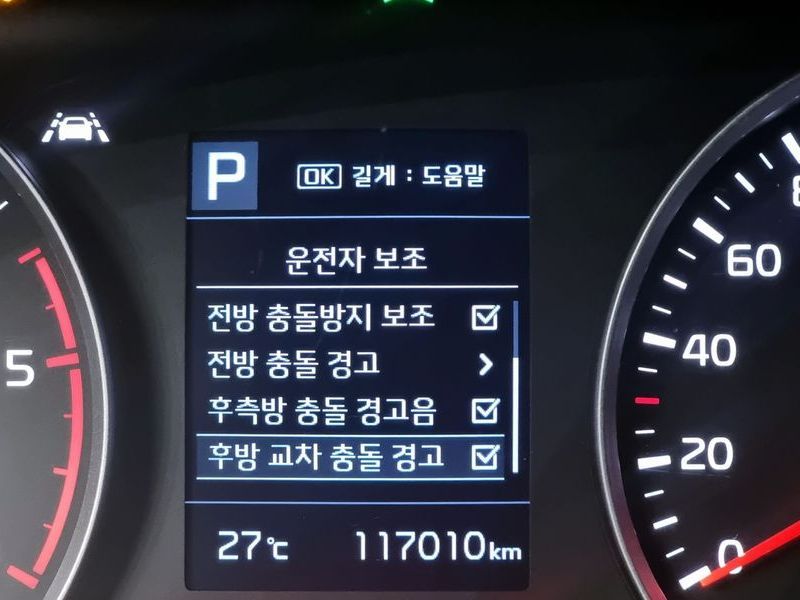 P
OK 길게 : 도움말
운전자 보조
전방 충돌방지 보조
전방 충돌 경고
후측방 충돌 경고음
후방 교차 충돌 경고
27℃ 117010km
5
60
40
20
0